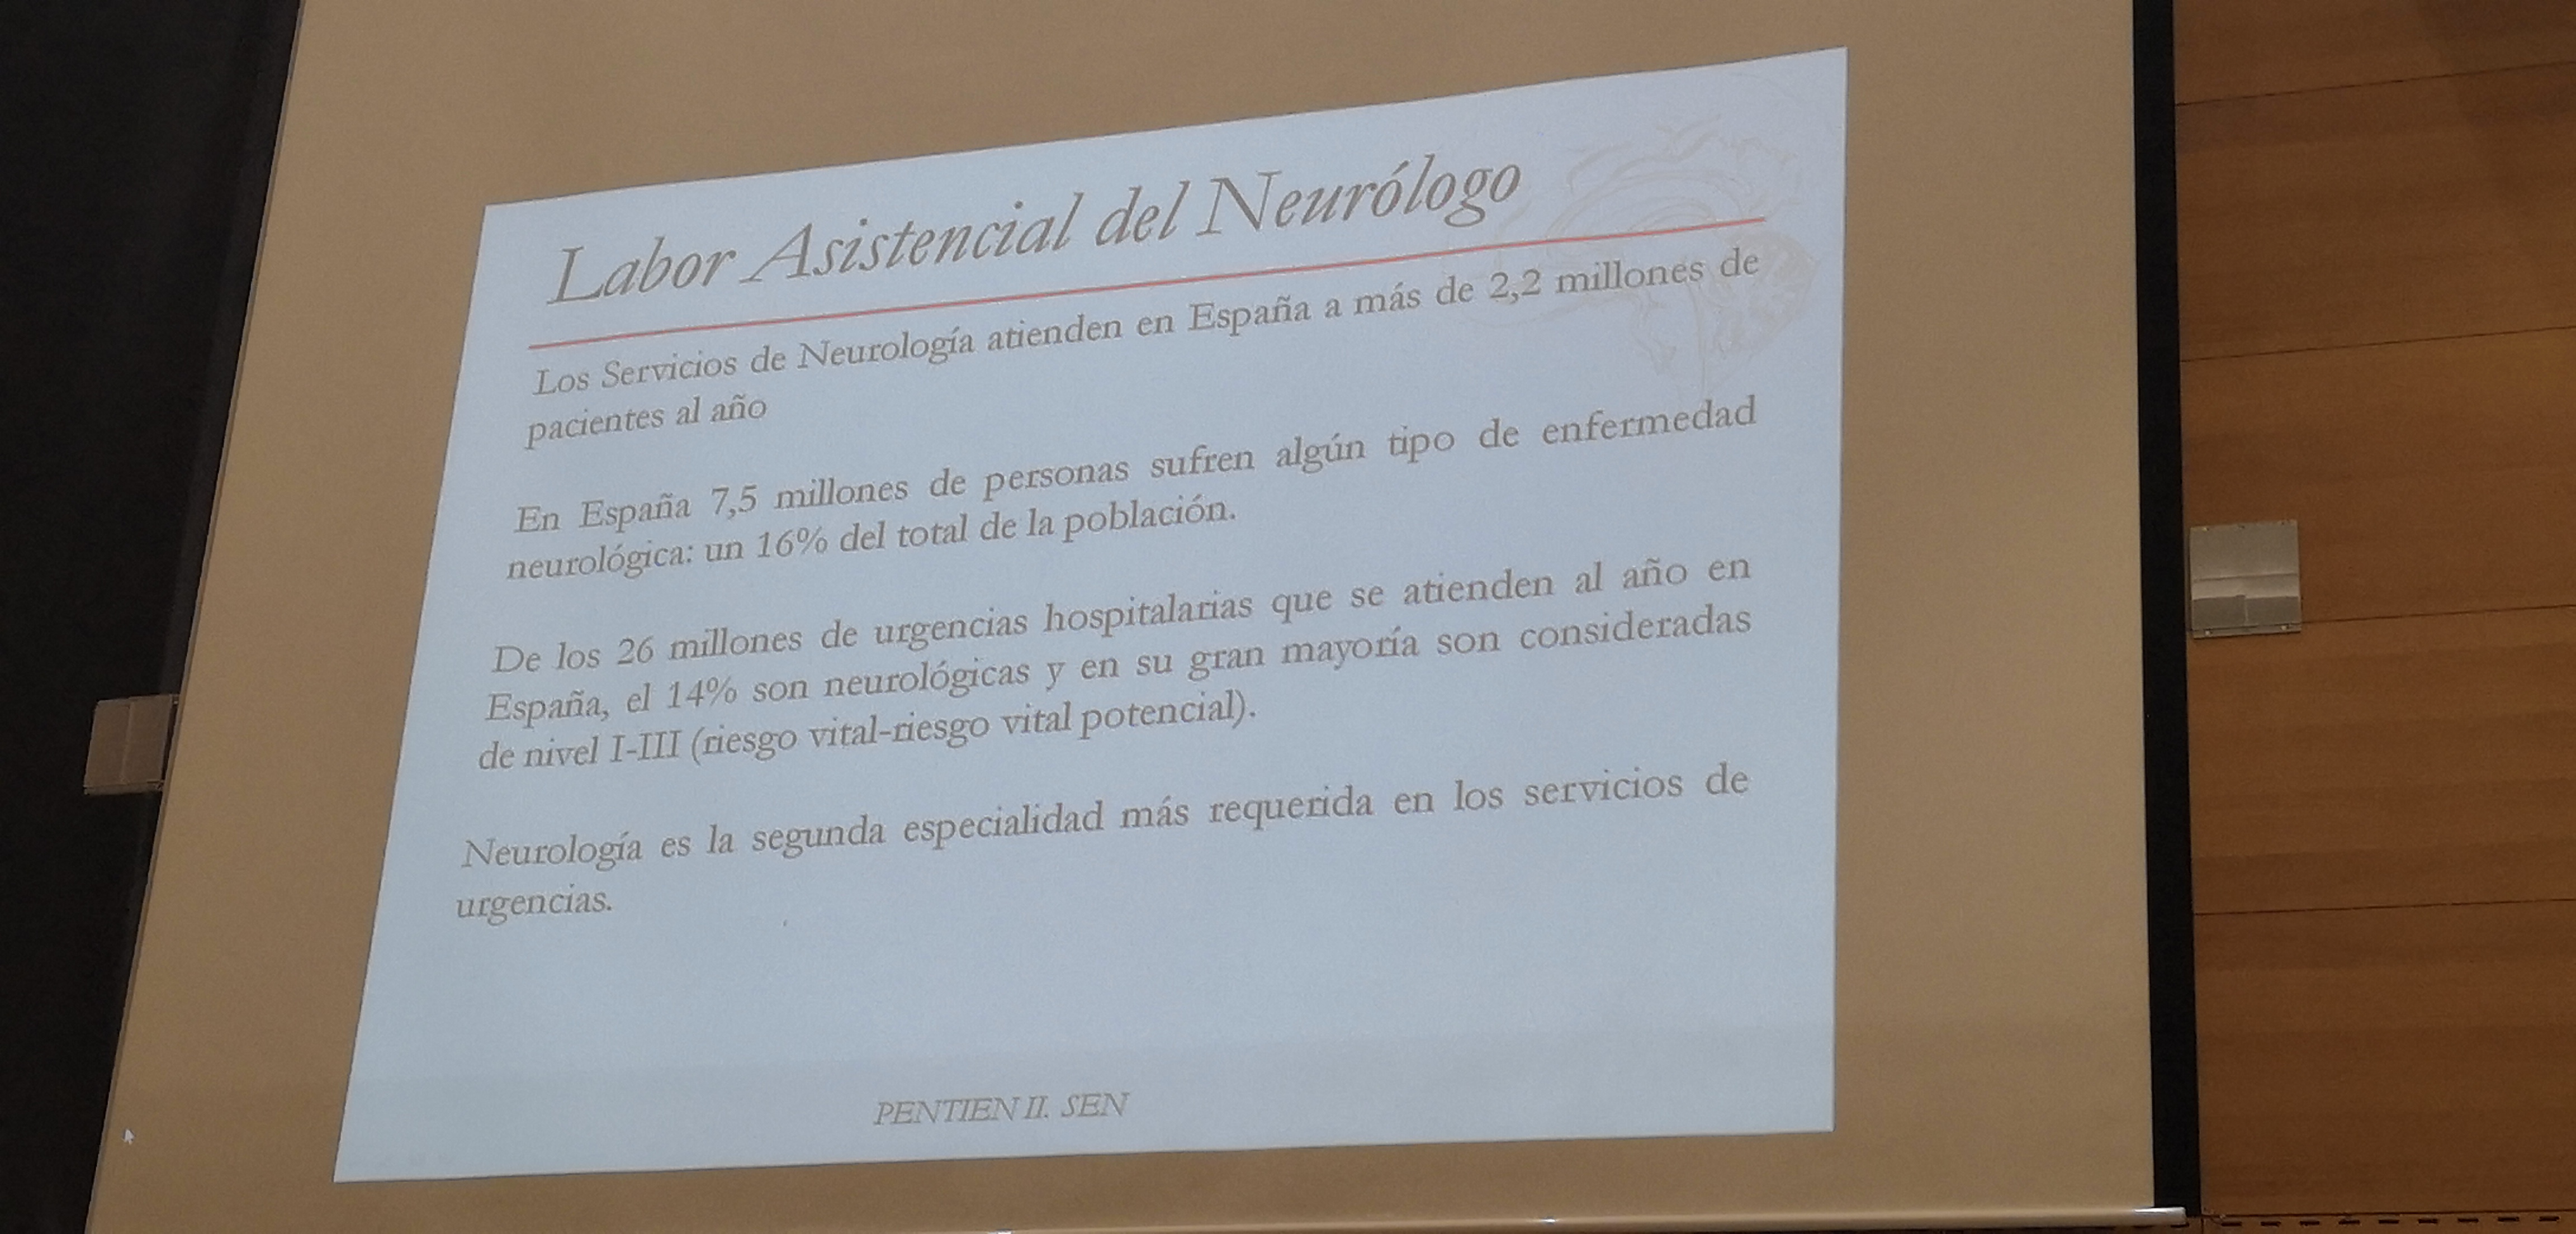 Labor Asistencial del Neurólogo
Los Servicios de Neurología atienden en España a más de 2,2 millones de
pacientes al año
En España 7,5 millones de personas sufren algún tipo de enfermedad
neurológica: un 16% del total de la población.
De los 26 millones de urgencias hospitalarias que se atienden al año en
España, el 14% son neurológicas y en su gran mayoría son consideradas
de nivel I-III (riesgo vital-riesgo vital potencial).
Neurología es la segunda especialidad más requerida en los servicios de
urgencias.
PENTIEN II. SEN